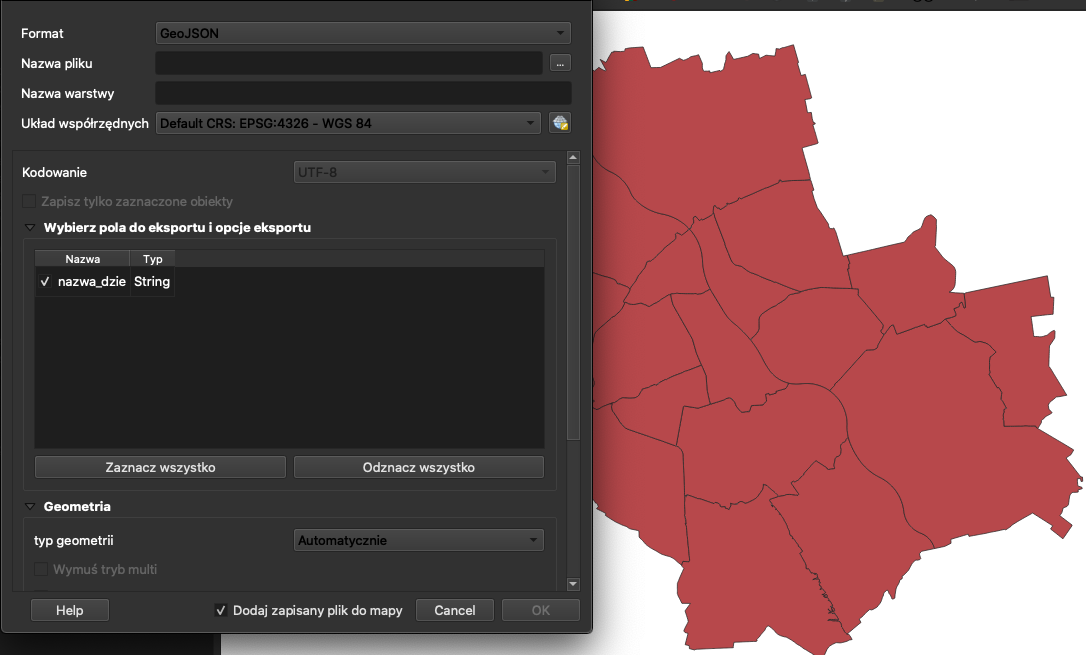 Format GeoJSON
Nazwa pliku ...
Nazwa warstwy
Układ współrzędnych Default CRS: EPSG:4326 - WGS 84
Kodowanie UTF-8
Zapisz tylko zaznaczone obiekty
Wybierz pola do eksportu i opcje eksportu
Nazwa Typ
✓ nazwa_dzie String
Zaznacz wszystko Odznacz wszystko
Geometria
typ geometrii Automatycznie
Wymuś tryb multi
Help ✓ Dodaj zapisany plik do mapy Cancel OK